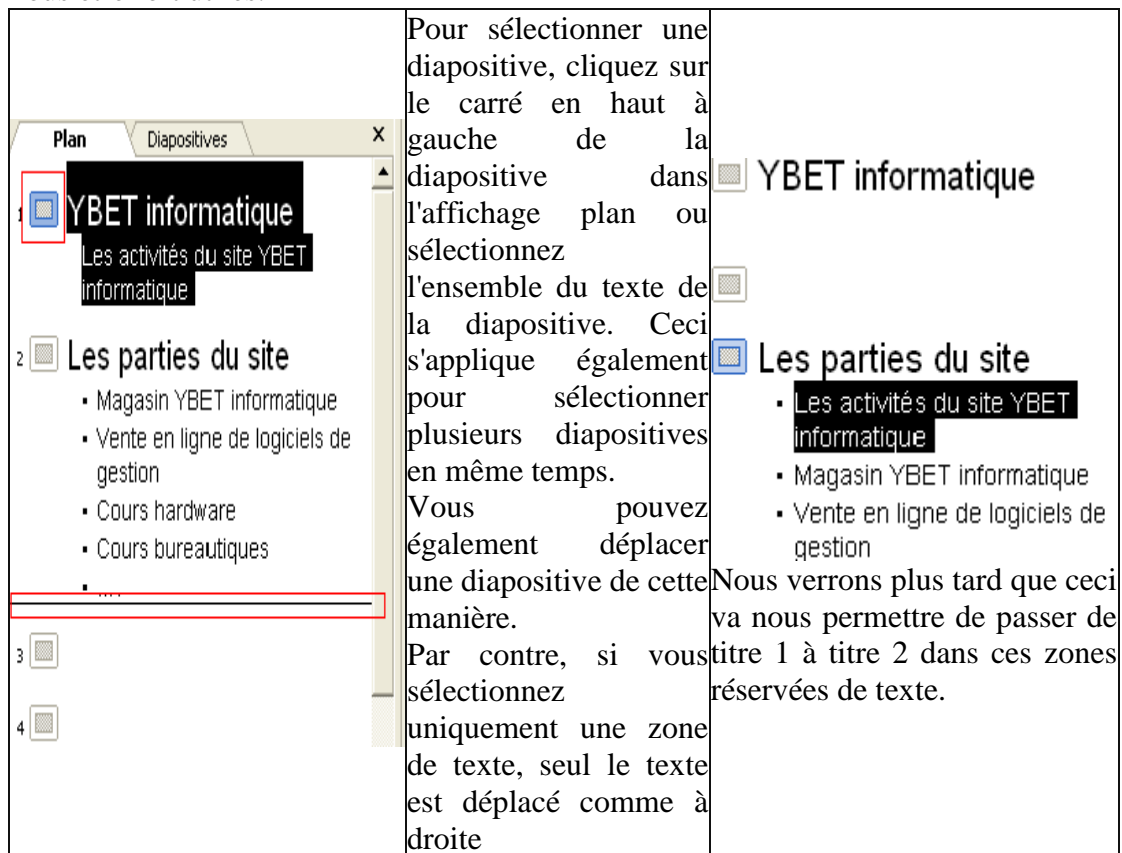 Plan
Diapositives
X
1 YBET informatique
Les activités du site YBET
informatique
2 Les parties du site
▪ Magasin YBET informatique
▪ Vente en ligne de logiciels de
gestion
▪ Cours hardware
▪ Cours bureautiques
▪ ....
3
4
Pour sélectionner une
diapositive, cliquez sur
le carré en haut à
gauche de la
diapositive dans
l'affichage plan ou
sélectionnez
l'ensemble du texte de
la diapositive. Ceci
s'applique également
pour sélectionner
plusieurs diapositives
en même temps.
Vous pouvez
également déplacer
une diapositive de cette
manière.
Par contre, si vous
sélectionnez
uniquement une zone
de texte, seul le texte
est déplacé comme à
droite
YBET informatique
Les parties du site
▪ Les activités du site YBET
informatique
▪ Magasin YBET informatique
▪ Vente en ligne de logiciels de
gestion
Nous verrons plus tard que ceci
va nous permettre de passer de
titre 1 à titre 2 dans ces zones
réservées de texte.